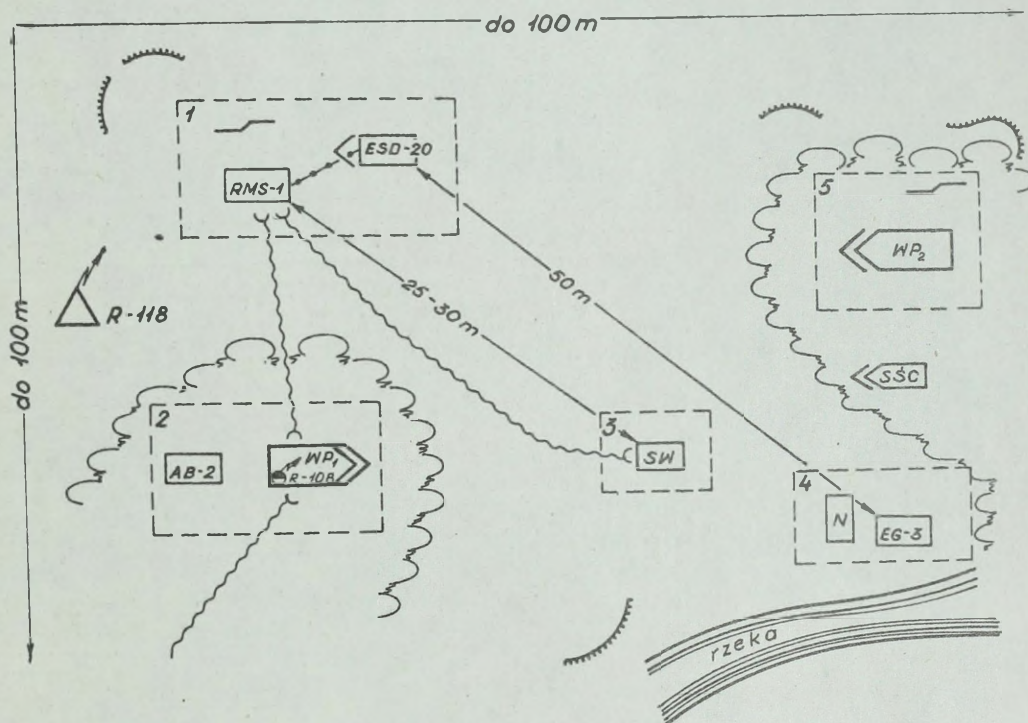 do 100 m
do 100 m
1
ESD-20
RMS-1
R-118
25-30 m
50 m
5
WP2
SŚC
2
AB-2
WP1
R-108
3
SW
4
N
EG-3
rzeka